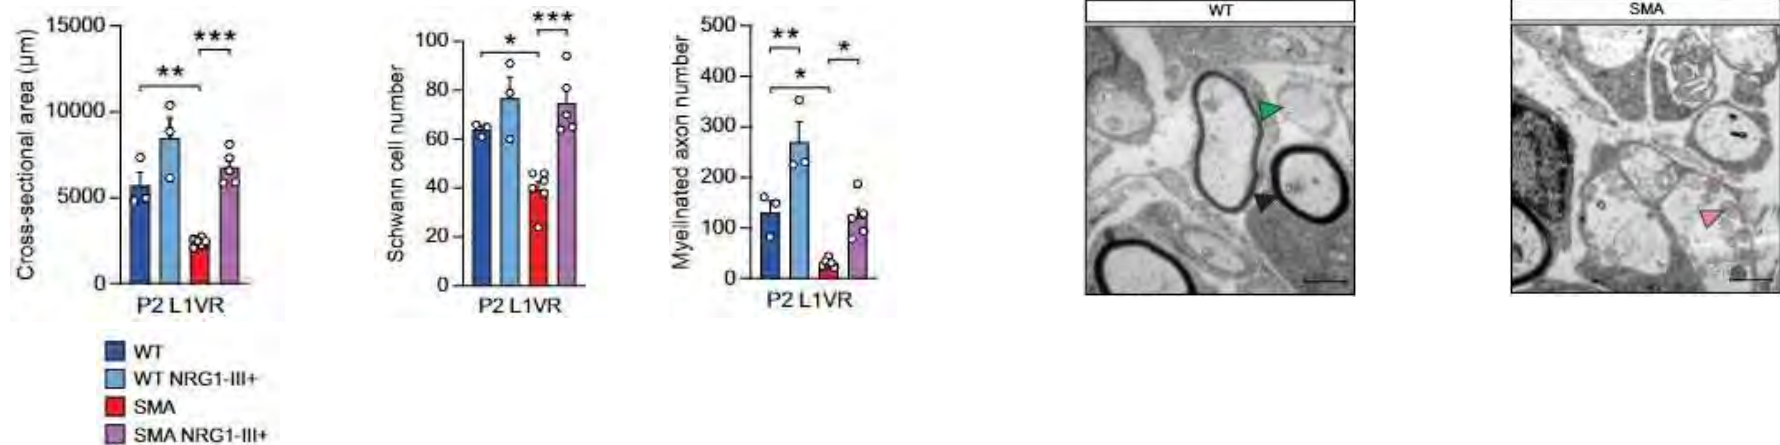 Cross-sectional area (µm)
15000
10000
5000
0
**
***
P2 L1VR
Schwann cell number
100
80
60
40
20
0
*
***
P2 L1VR
Myelinated axon number
500
400
300
200
100
0
**
*
*
P2 L1VR
WT
SMA
WT
WT NRG1-III+
SMA
SMA NRG1-III+